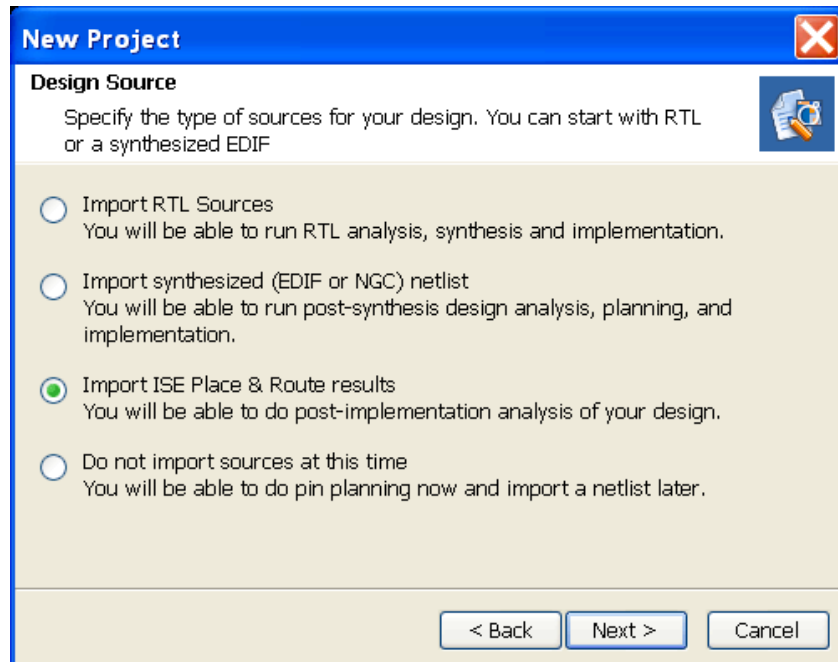 New Project
Design Source
Specify the type of sources for your design. You can start with RTL
or a synthesized EDIF
Import RTL Sources
You will be able to run RTL analysis, synthesis and implementation.
Import synthesized (EDIF or NGC) netlist
You will be able to run post-synthesis design analysis, planning, and
implementation.
Import ISE Place & Route results
You will be able to do post-implementation analysis of your design.
Do not import sources at this time
You will be able to do pin planning now and import a netlist later.
< Back Next > Cancel